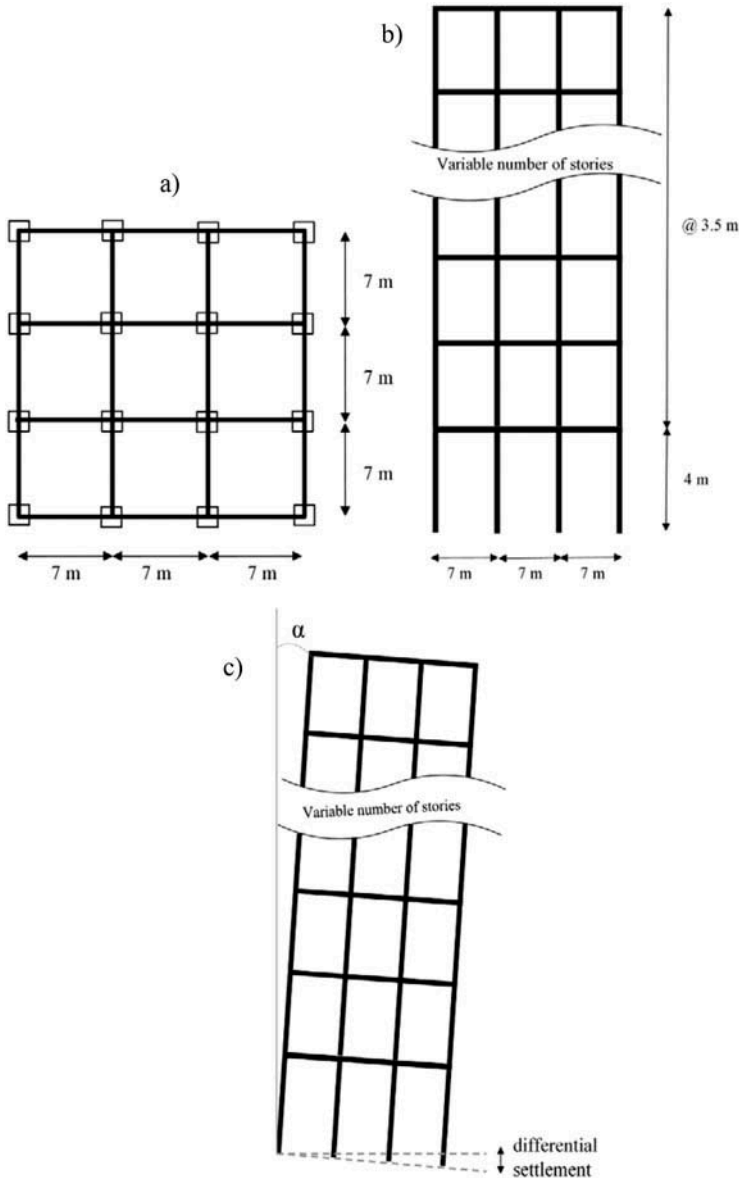 a)
7 m
7 m
7 m
7 m 7 m 7 m
b)
Variable number of stories
@ 3.5 m
4 m
7 m 7 m 7 m
c)
α
Variable number of stories
differential
settlement